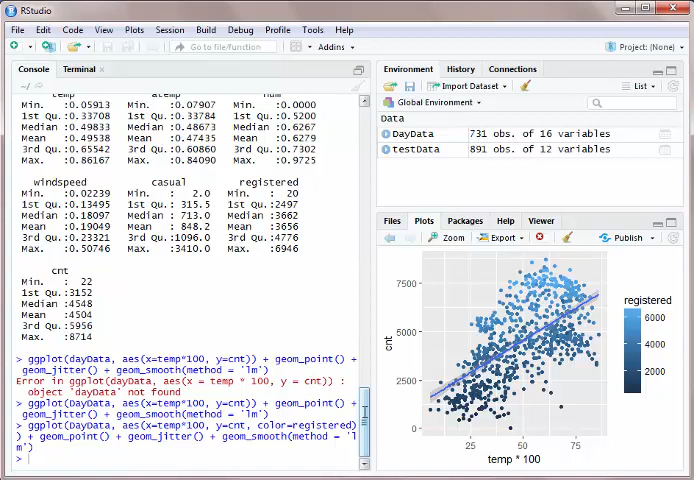 RStudio
File Edit Code View Plots Session Build Debug Profile Tools Help
Go to file/function Addins Project: (None)
Console Terminal
~/
temp atemp hum
Min. :0.05913 Min. :0.07907 Min. :0.0000
1st Qu.:0.33708 1st Qu.:0.33784 1st Qu.:0.5200
Median :0.49833 Median :0.48673 Median :0.6267
Mean :0.49538 Mean :0.47435 Mean :0.6279
3rd Qu.:0.65542 3rd Qu.:0.60860 3rd Qu.:0.7302
Max. :0.86167 Max. :0.84090 Max. :0.9725
windspeed casual registered
Min. :0.02239 Min. : 2.0 Min. : 20
1st Qu.:0.13495 1st Qu.: 315.5 1st Qu.:2497
Median :0.18097 Median : 713.0 Median :3662
Mean :0.19049 Mean : 848.2 Mean :3656
3rd Qu.:0.23321 3rd Qu.:1096.0 3rd Qu.:4776
Max. :0.50746 Max. :3410.0 Max. :6946
cnt
Min. : 22
1st Qu.:3152
Median :4548
Mean :4504
3rd Qu.:5956
Max. :8714
> ggplot(dayData, aes(x=temp*100, y=cnt)) + geom_point() +
geom_jitter() + geom_smooth(method = 'lm')
Error in ggplot(dayData, aes(x = temp * 100, y = cnt)) :
object 'dayData' not found
> ggplot(DayData, aes(x=temp*100, y=cnt)) + geom_point() +
geom_jitter() + geom_smooth(method = 'lm')
> ggplot(DayData, aes(x=temp*100, y=cnt, color=registered)
) + geom_point() + geom_jitter() + geom_smooth(method = 'l
m')
>
Environment History Connections
Import Dataset List
Global Environment
Data
DayData 731 obs. of 16 variables
testData 891 obs. of 12 variables
Files Plots Packages Help Viewer
Zoom Export Publish
7500
5000
2500
0
cnt
25 50 75
temp * 100
registered
6000
4000
2000